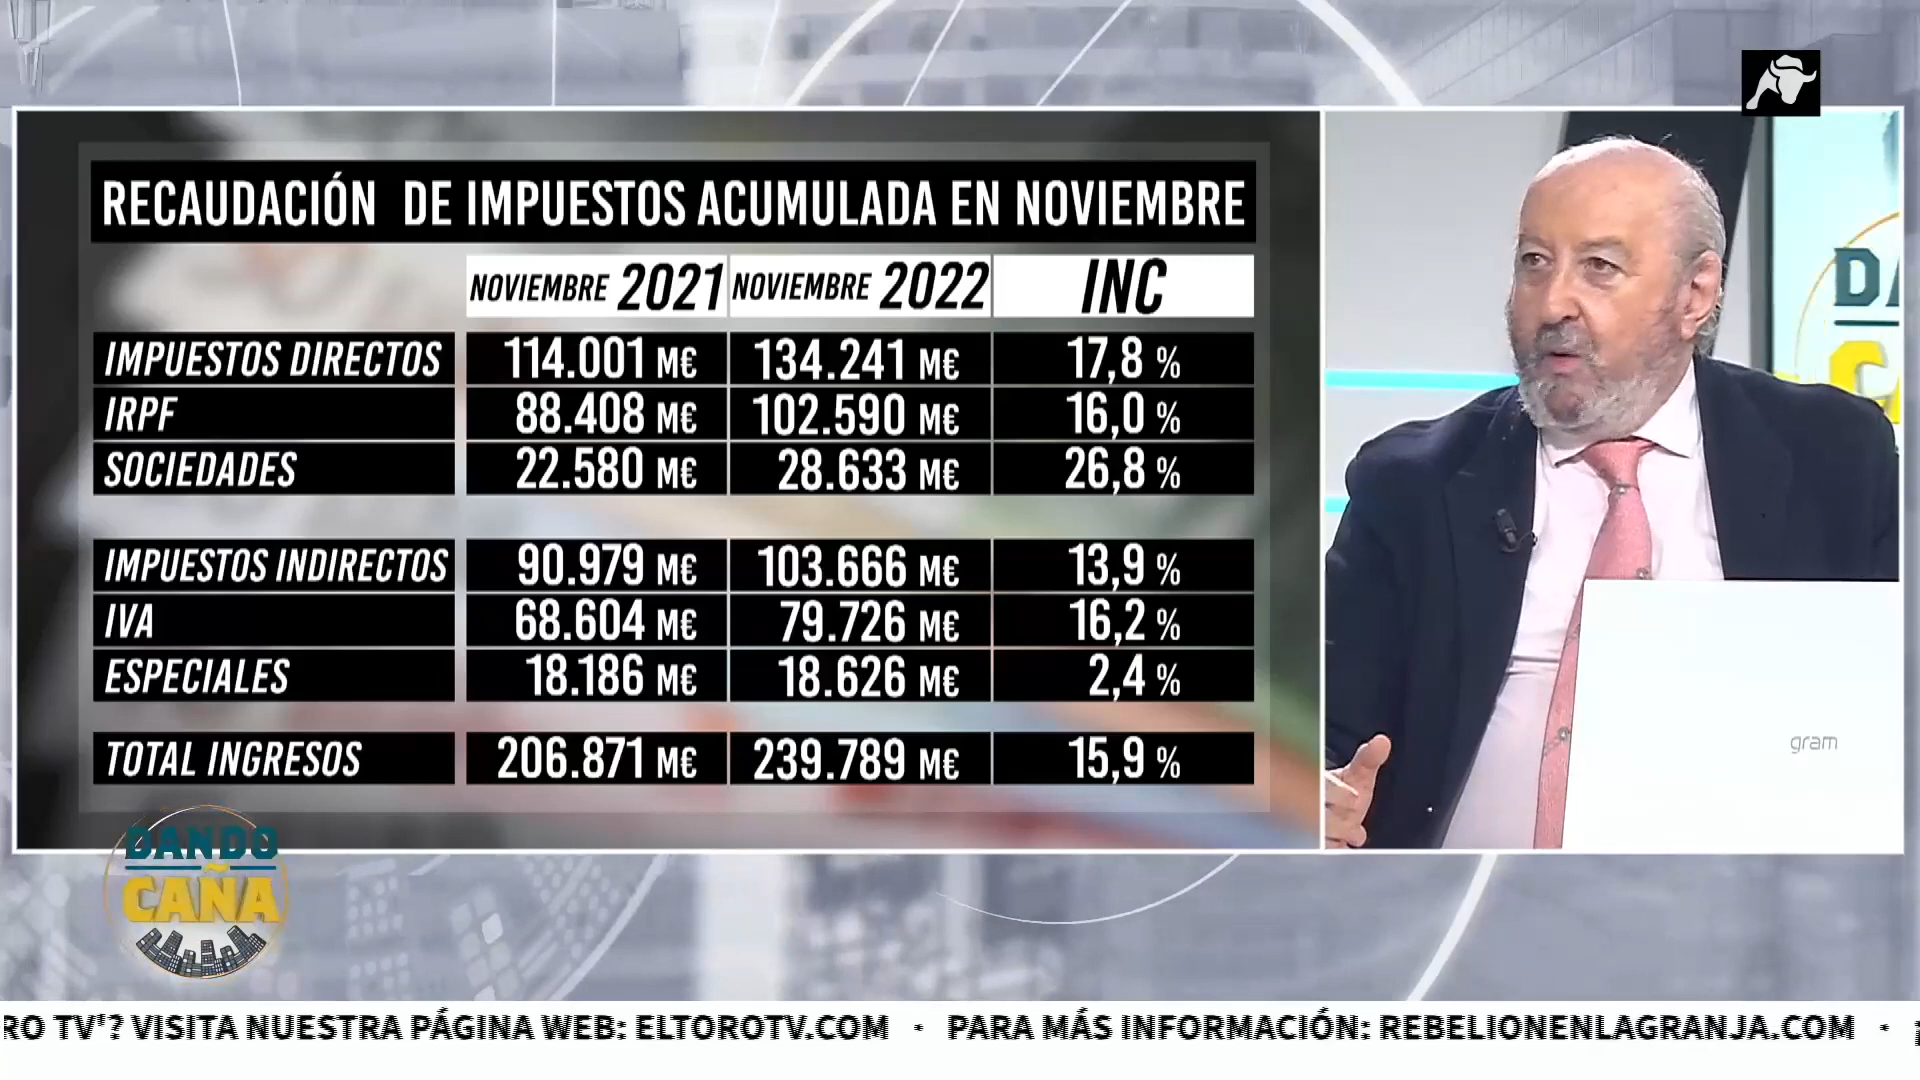 RECAUDACIÓN DE IMPUESTOS ACUMULADA EN NOVIEMBRE
NOVIEMBRE 2021 NOVIEMBRE 2022 INC
IMPUESTOS DIRECTOS 114.001 M€ 134.241 M€ 17,8 %
IRPF 88.408 M€ 102.590 M€ 16,0 %
SOCIEDADES 22.580 M€ 28.633 M€ 26,8 %
IMPUESTOS INDIRECTOS 90.979 M€ 103.666 M€ 13,9 %
IVA 68.604 M€ 79.726 M€ 16,2 %
ESPECIALES 18.186 M€ 18.626 M€ 2,4 %
TOTAL INGRESOS 206.871 M€ 239.789 M€ 15,9 %
gram
DANDO
CAÑA
RO TV'? VISITA NUESTRA PÁGINA WEB: ELTOROTV.COM · PARA MÁS INFORMACIÓN: REBELIONENLAGRANJA.COM ·